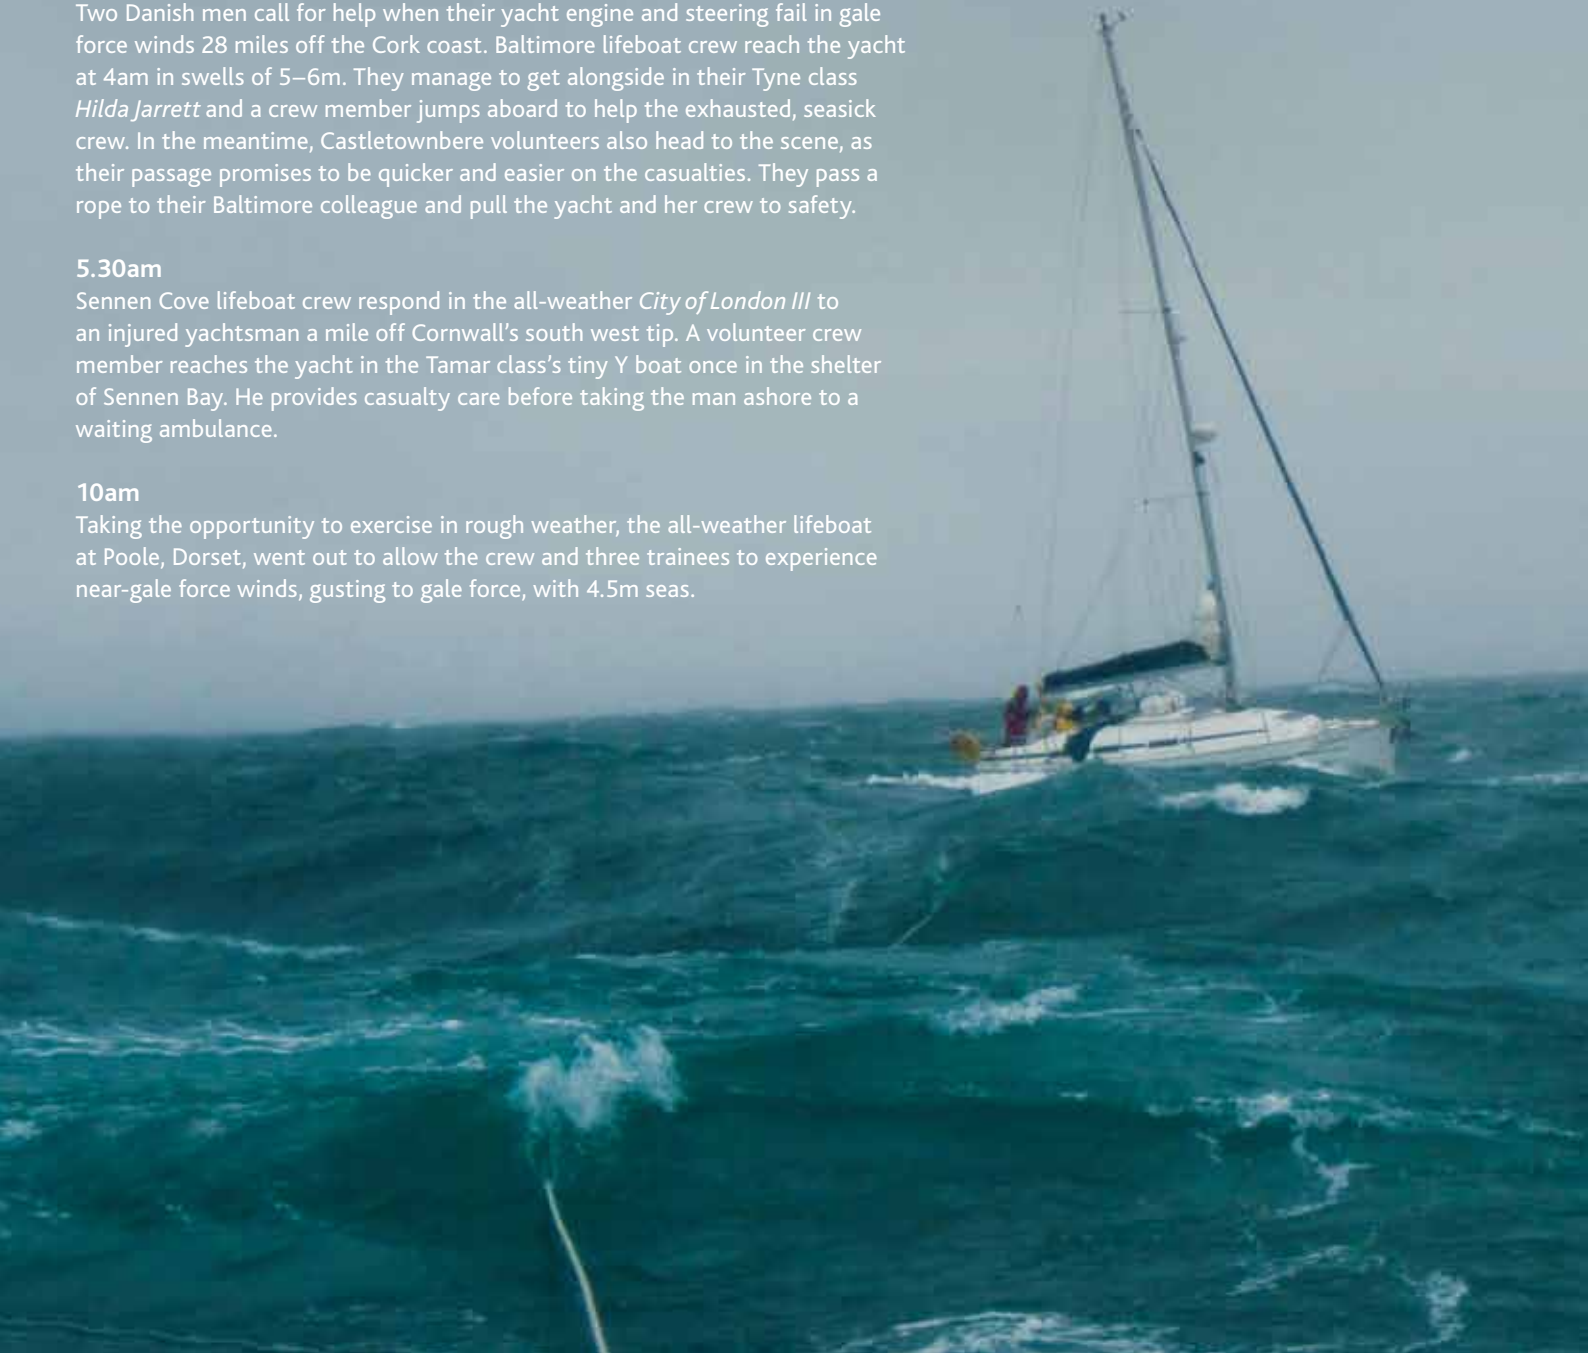 Two Danish men call for help when their yacht engine and steering fail in gale
force winds 28 miles off the Cork coast. Baltimore lifeboat crew reach the yacht
at 4am in swells of 5–6m. They manage to get alongside in their Tyne class
Hilda Jarrett and a crew member jumps aboard to help the exhausted, seasick
crew. In the meantime, Castletownbere volunteers also head to the scene, as
their passage promises to be quicker and easier on the casualties. They pass a
rope to their Baltimore colleague and pull the yacht and her crew to safety.
5.30am
Sennen Cove lifeboat crew respond in the all-weather City of London III to
an injured yachtsman a mile off Cornwall’s south west tip. A volunteer crew
member reaches the yacht in the Tamar class’s tiny Y boat once in the shelter
of Sennen Bay. He provides casualty care before taking the man ashore to a
waiting ambulance.
10am
Taking the opportunity to exercise in rough weather, the all-weather lifeboat
at Poole, Dorset, went out to allow the crew and three trainees to experience
near-gale force winds, gusting to gale force, with 4.5m seas.